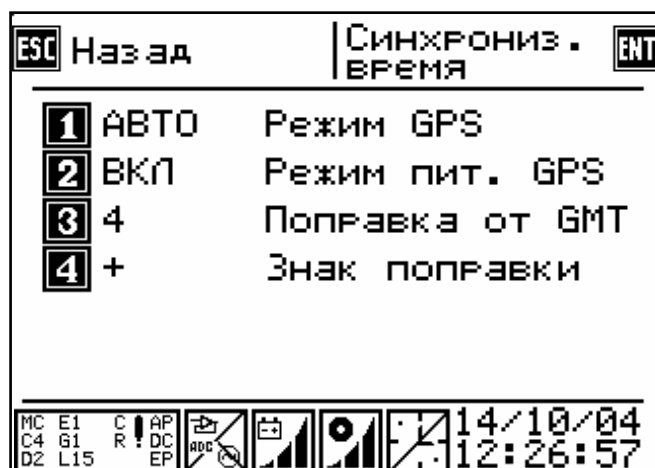 ESC Назад Синхрониз. время ENT
1 АВТО Режим GPS
2 ВКЛ Режим пит. GPS
3 4 Поправка от GMT
4 + Знак поправки
MC E1 C ! AP
C4 G1 R DC
D2 L15 EP
ADC
14/10/04
12:26:57